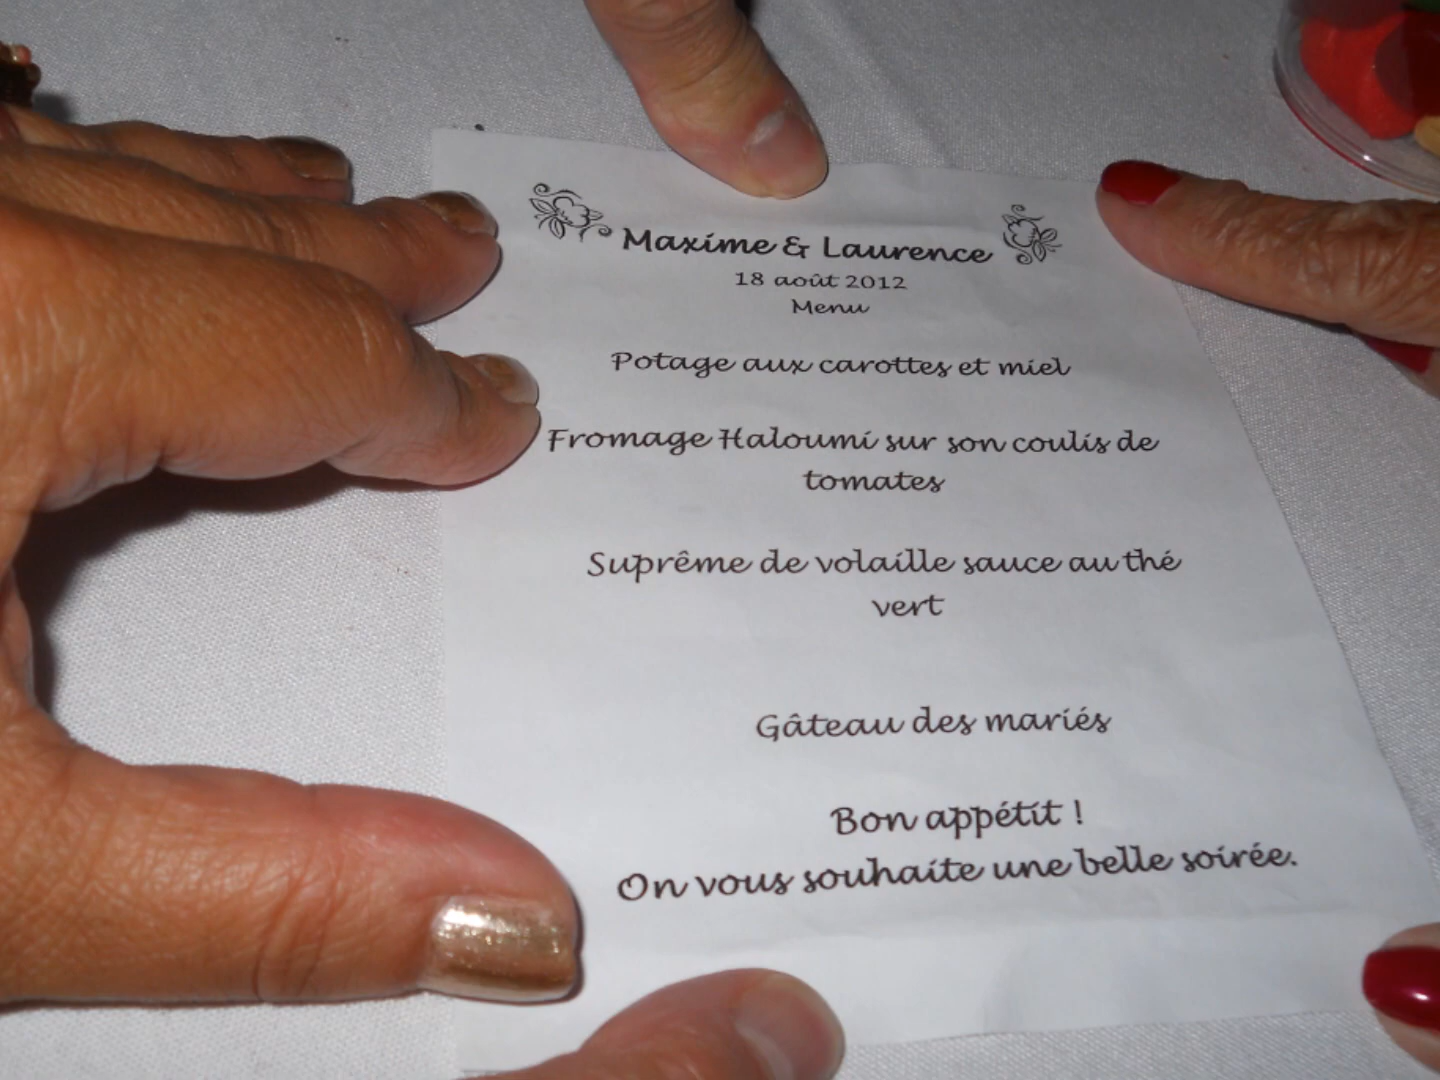 Maxime & Laurence
18 août 2012
Menu
Potage aux carottes et miel
Fromage Haloumi sur son coulis de
tomates
Suprême de volaille sauce au thé
vert
Gâteau des mariés
Bon appétit !
On vous souhaite une belle soirée.